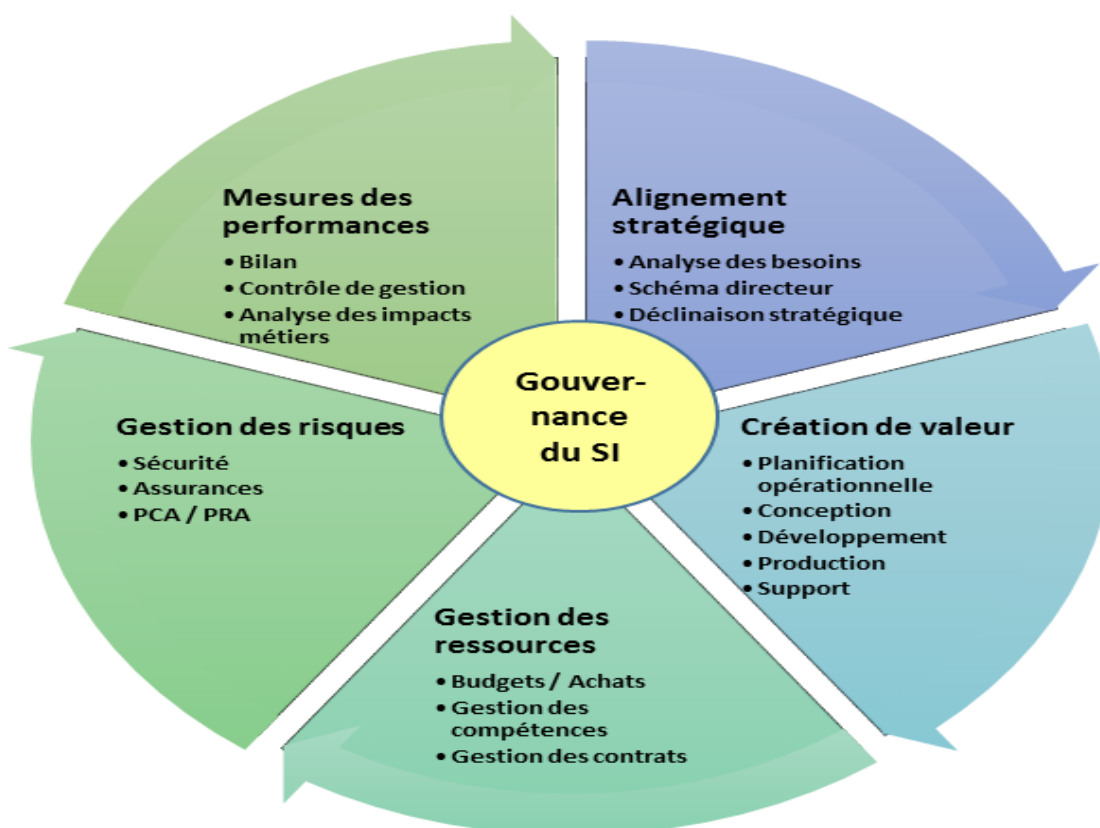 Mesures des
performances
• Bilan
• Contrôle de gestion
• Analyse des impacts
métiers
Alignement
stratégique
• Analyse des besoins
• Schéma directeur
• Déclinaison stratégique
Gouver-
nance
du SI
Gestion des risques
• Sécurité
• Assurances
• PCA / PRA
Création de valeur
• Planification
opérationnelle
• Conception
• Développement
• Production
• Support
Gestion des
ressources
• Budgets / Achats
• Gestion des
compétences
• Gestion des contrats